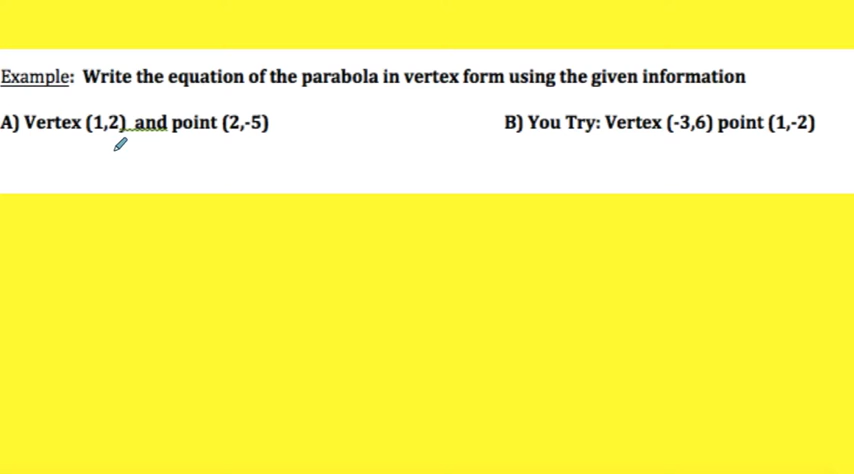 Example: Write the equation of the parabola in vertex form using the given information
A) Vertex (1,2) and point (2,-5)
B) You Try: Vertex (-3,6) point (1,-2)